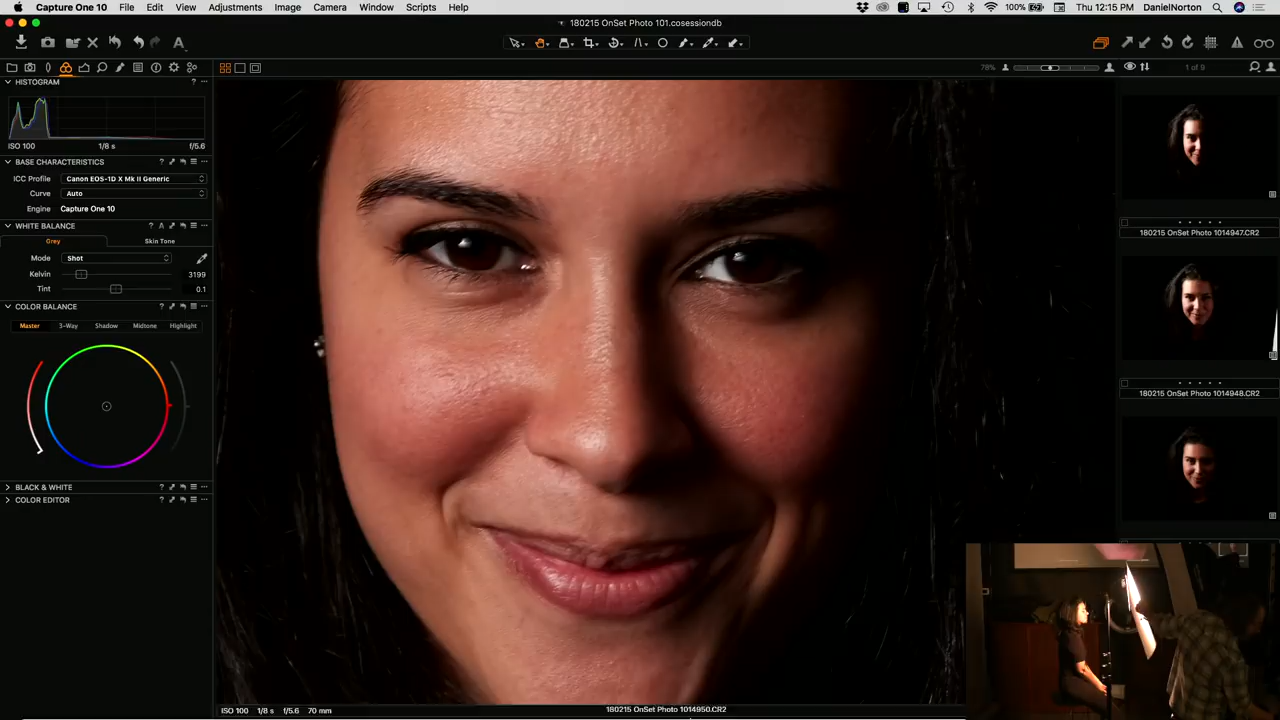 Capture One 10 File Edit View Adjustments Image Camera Window Scripts Help 100% Thu 12:15 PM DanielNorton
180215 OnSet Photo 101.cosessiondb
78% 1 of 9
HISTOGRAM ?
ISO 100 1/8 s f/5.6
BASE CHARACTERISTICS ?
ICC Profile Canon EOS-1D X Mk II Generic
Curve Auto
Engine Capture One 10
WHITE BALANCE ? A
Grey Skin Tone
Mode Shot
Kelvin 3199
Tint 0.1
COLOR BALANCE ?
Master 3-Way Shadow Midtone Highlight
BLACK & WHITE ?
COLOR EDITOR ?
180215 OnSet Photo 1014947.CR2
180215 OnSet Photo 1014948.CR2
ISO 100 1/8 s f/5.6 70 mm
180215 OnSet Photo 1014950.CR2